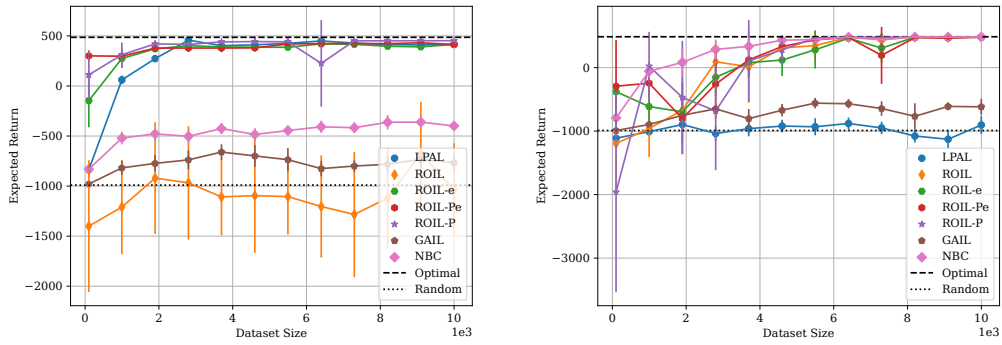 500
0
−500
−1000
−1500
−2000
Expected Return
0
2
4
6
8
10
1e3
Dataset Size
LPAL
ROIL
ROIL-e
ROIL-Pe
ROIL-P
GAIL
NBC
Optimal
Random
0
−1000
−2000
−3000
Expected Return
0
2
4
6
8
10
1e3
Dataset Size
LPAL
ROIL
ROIL-e
ROIL-Pe
ROIL-P
GAIL
NBC
Optimal
Random